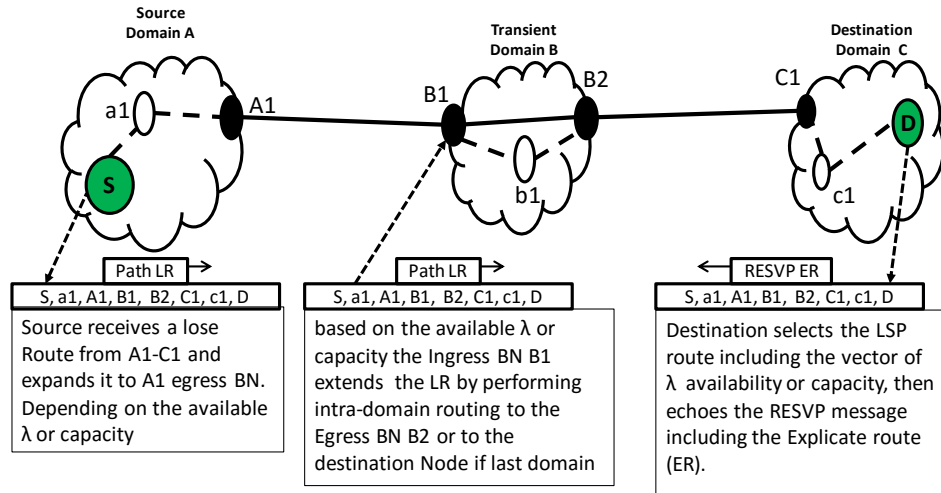 Source
Domain A
Transient
Domain B
Destination
Domain C
a1
A1
B1
B2
C1
S
D
b1
c1
Path LR
Path LR
RESVP ER
S, a1, A1, B1, B2, C1, c1, D
S, a1, A1, B1, B2, C1, c1, D
S, a1, A1, B1, B2, C1, c1, D
Source receives a lose
Route from A1-C1 and
expands it to A1 egress BN.
Depending on the available
λ or capacity
based on the available λ or
capacity the Ingress BN B1
extends the LR by performing
intra-domain routing to the
Egress BN B2 or to the
destination Node if last domain
Destination selects the LSP
route including the vector of
λ availability or capacity, then
echoes the RESVP message
including the Explicate route
(ER).